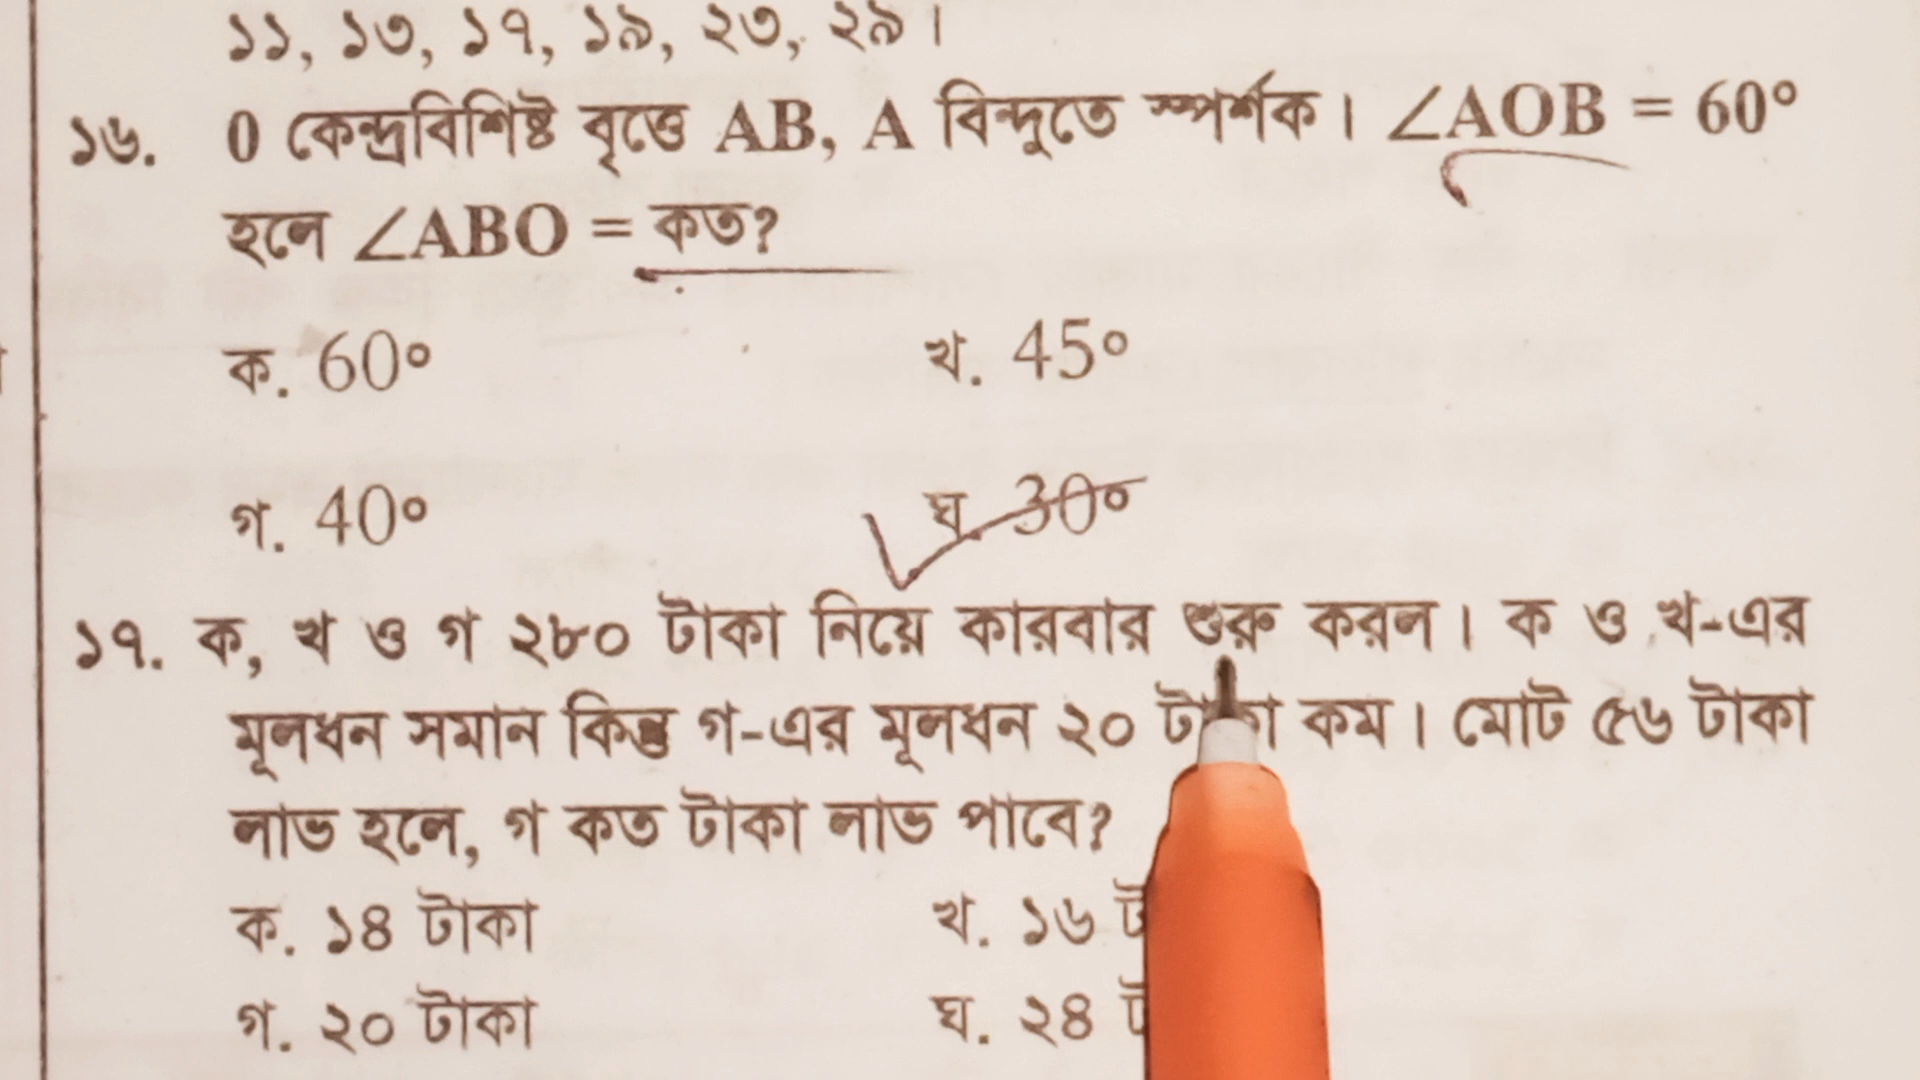 ১১, ১৩, ১৭, ১৯, ২৩, ২৯।
১৬. 0 কেন্দ্রবিশিষ্ট বৃত্তে AB, A বিন্দুতে স্পর্শক। ∠AOB = 60°
হলে ∠ABO = কত?
ক. 60° খ. 45°
গ. 40° ঘ. 30°
১৭. ক, খ ও গ ২৮০ টাকা নিয়ে কারবার শুরু করল। ক ও খ-এর
মূলধন সমান কিন্তু গ-এর মূলধন ২০ টাকা কম। মোট ৫৬ টাকা
লাভ হলে, গ কত টাকা লাভ পাবে?
ক. ১৪ টাকা খ. ১৬
গ. ২০ টাকা ঘ. ২৪